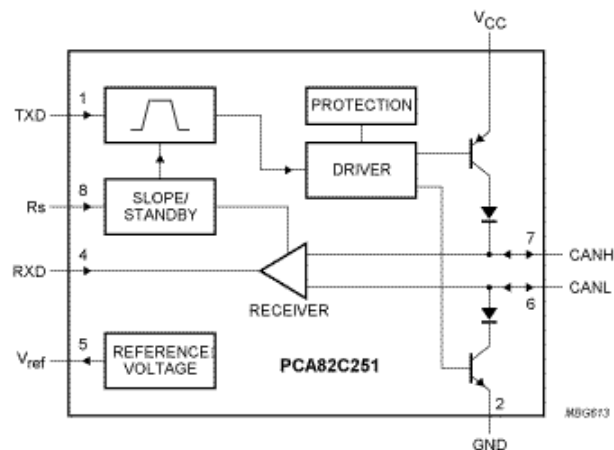 VCC
1
TXD
PROTECTION
DRIVER
8
Rs
SLOPE/
STANDBY
4
RXD
7
CANH
CANL
6
RECEIVER
5
Vref
REFERENCE
VOLTAGE
PCA82C251
2
MBG613
GND